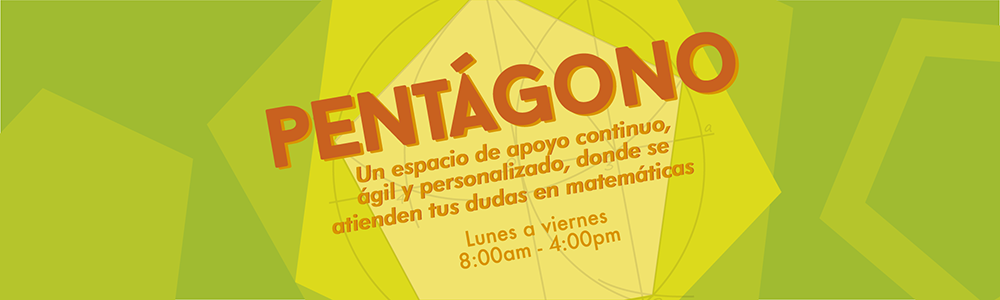 PENTÁGONO
Un espacio de apoyo continuo,
ágil y personalizado, donde se
atienden tus dudas en matemáticas
Lunes a viernes
8:00am - 4:00pm